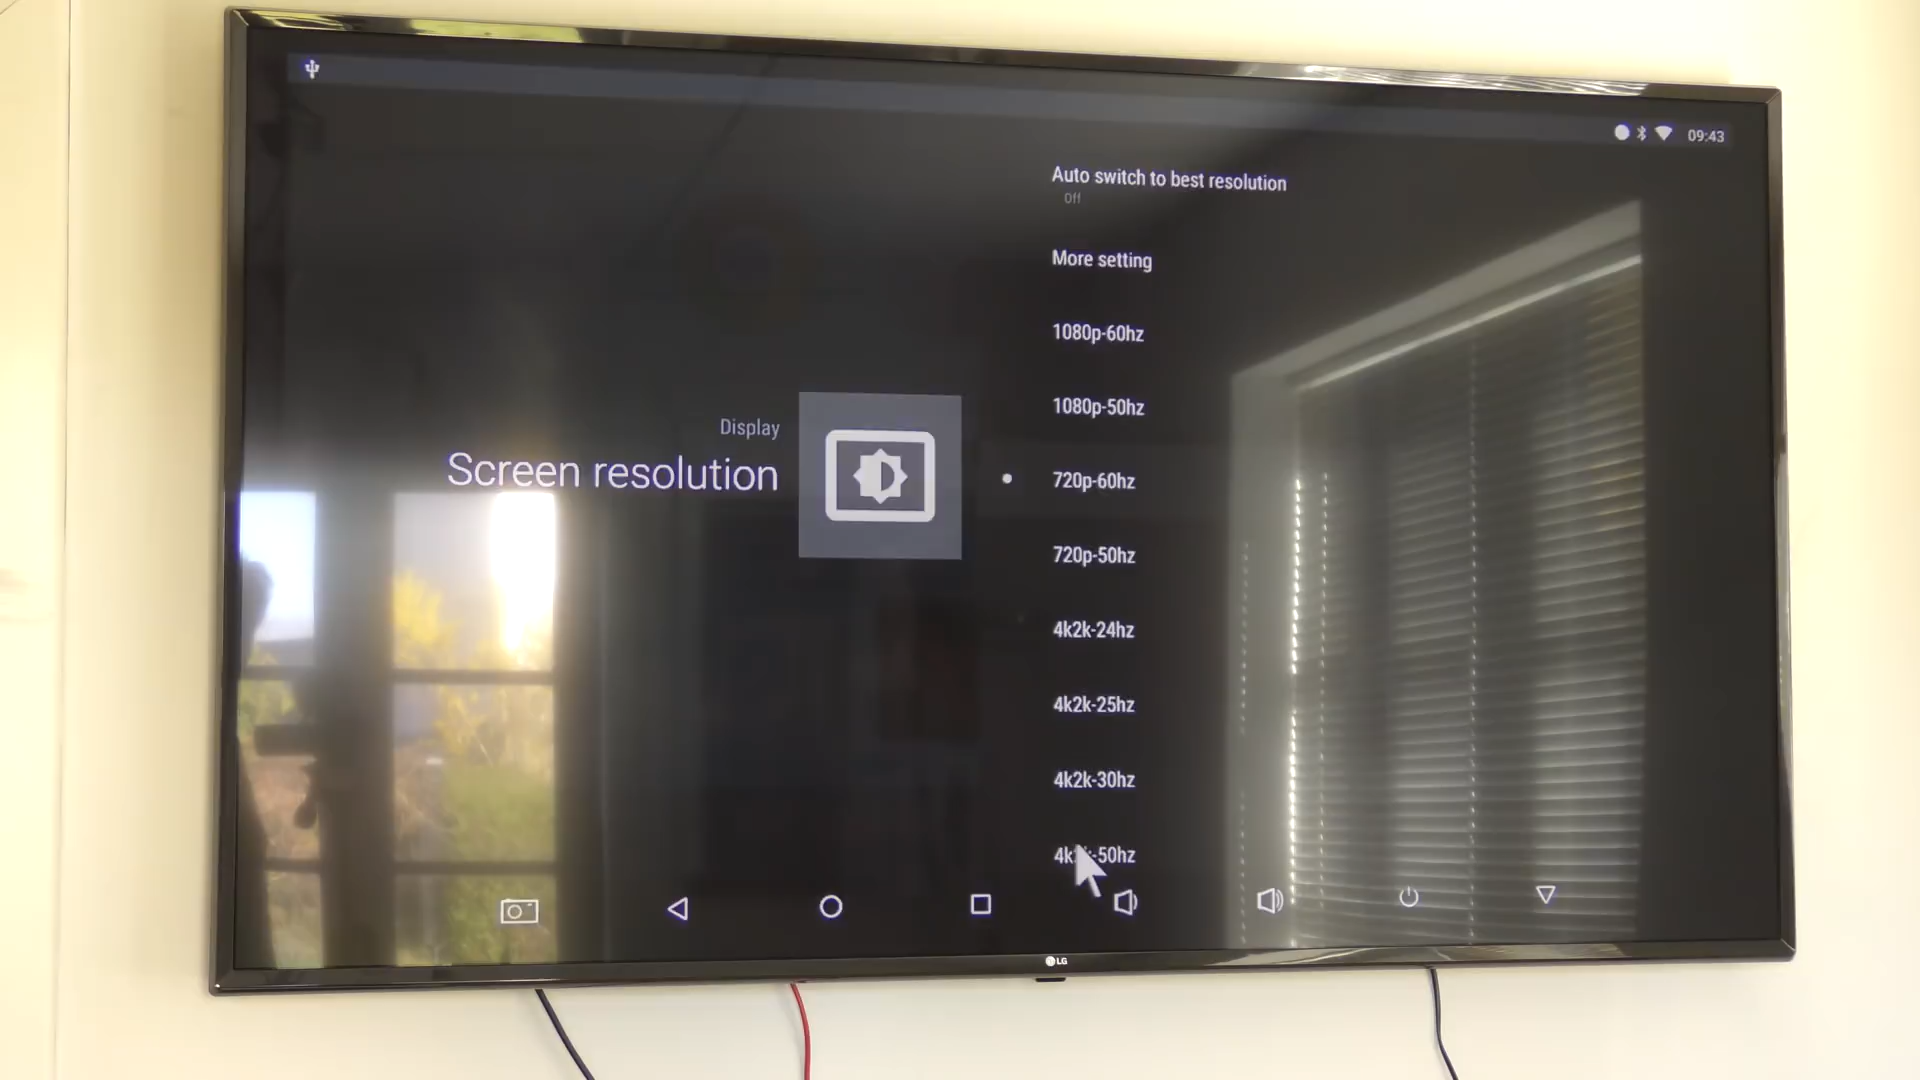 09:43
Auto switch to best resolution
Off
More setting
1080p-60hz
1080p-50hz
Display
Screen resolution
720p-60hz
720p-50hz
4k2k-24hz
4k2k-25hz
4k2k-30hz
4k2k-50hz
LG